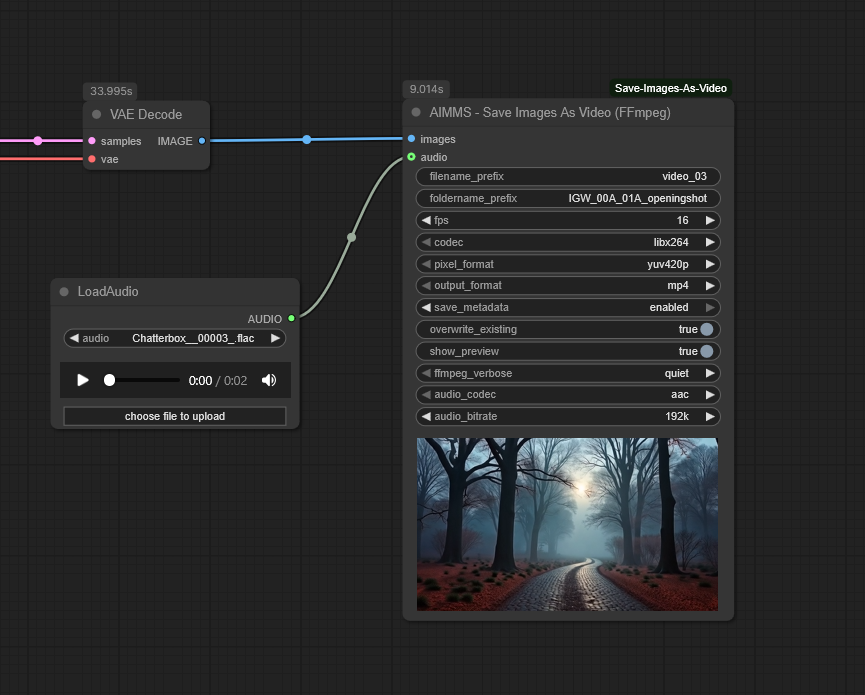 33.995s
VAE Decode
samples IMAGE
vae
LoadAudio
AUDIO
audio Chatterbox__00003_.flac
0:00 / 0:02
choose file to upload
9.014s
Save-Images-As-Video
AIMMS - Save Images As Video (FFmpeg)
images
audio
filename_prefix video_03
foldername_prefix IGW_00A_01A_openingshot
fps 16
codec libx264
pixel_format yuv420p
output_format mp4
save_metadata enabled
overwrite_existing true
show_preview true
ffmpeg_verbose quiet
audio_codec aac
audio_bitrate 192k